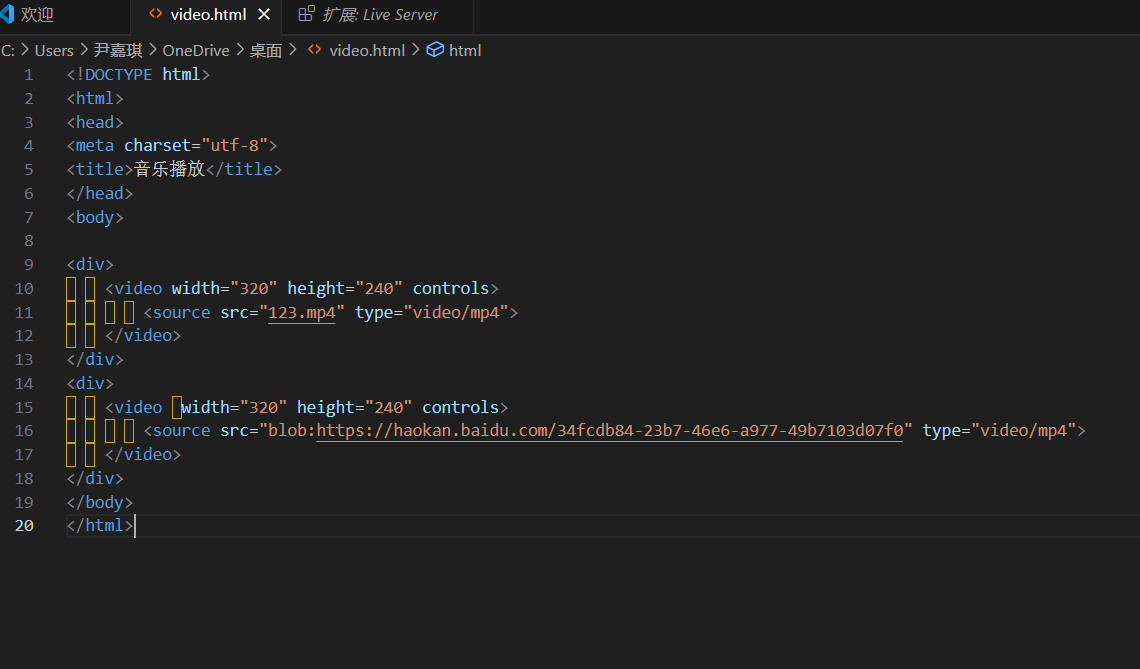 欢迎 video.html 扩展: Live Server
C: > Users > 尹嘉琪 > OneDrive > 桌面 > video.html > html
1 <!DOCTYPE html>
2 <html>
3 <head>
4 <meta charset="utf-8">
5 <title>音乐播放</title>
6 </head>
7 <body>
8
9 <div>
10 <video width="320" height="240" controls>
11 <source src="123.mp4" type="video/mp4">
12 </video>
13 </div>
14 <div>
15 <video width="320" height="240" controls>
16 <source src="blob:https://haokan.baidu.com/34fcdb84-23b7-46e6-a977-49b7103d07f0" type="video/mp4">
17 </video>
18 </div>
19 </body>
20 </html>